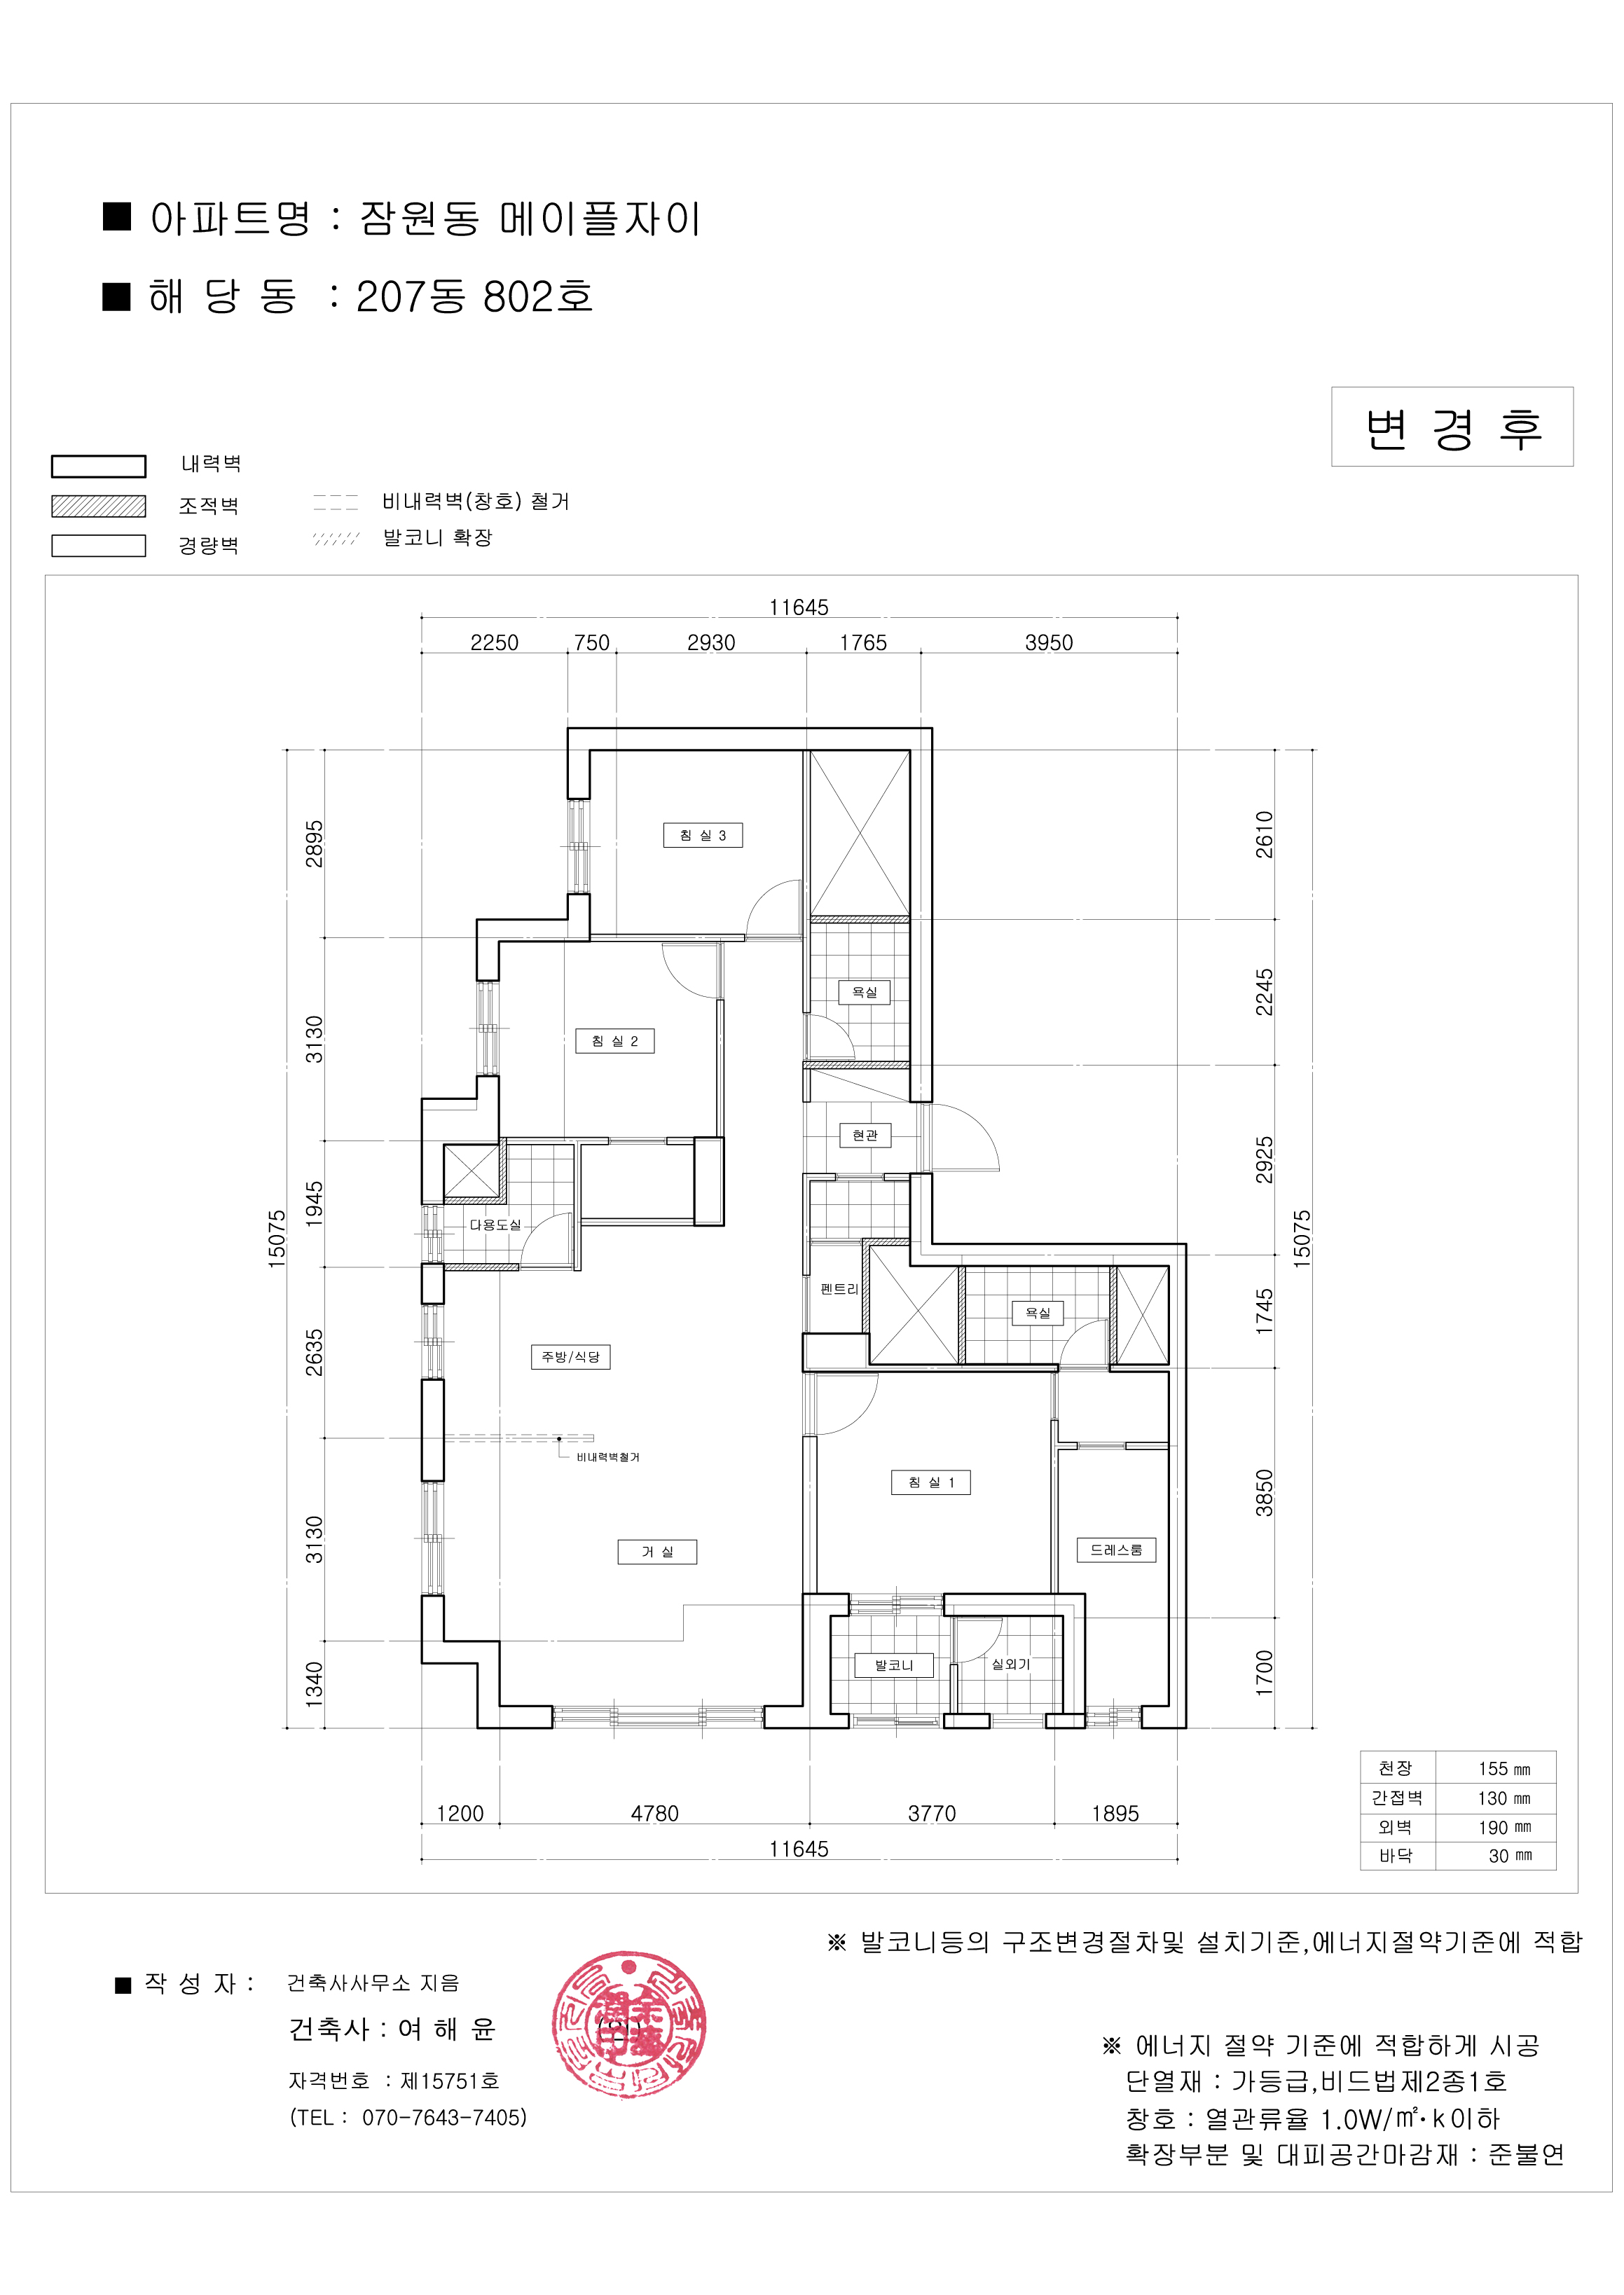 ■ 아파트명 : 잠원동 메이플자이
■ 해 당 동 : 207동 802호
변 경 후
내력벽
조적벽
경량벽
비내력벽(창호) 철거
발코니 확장
11645
2250 750 2930 1765 3950
2895
3130
1945
2635
3130
1340
15075
2610
2245
2925
1745
3850
1700
15075
침 실 3
욕실
침 실 2
현관
다용도실
펜트리
욕실
주방/식당
비내력벽철거
침 실 1
거 실
드레스룸
발코니
실외기
1200 4780 3770 1895
11645
천장 155 ㎜
간접벽 130 ㎜
외벽 190 ㎜
바닥 30 ㎜
※ 발코니등의 구조변경절차및 설치기준,에너지절약기준에 적합
■ 작 성 자 : 건축사사무소 지음
건축사 : 여 해 윤
자격번호 : 제15751호
(TEL : 070-7643-7405)
※ 에너지 절약 기준에 적합하게 시공
단열재 : 가등급,비드법제2종1호
창호 : 열관류율 1.0W/㎡·k이하
확장부분 및 대피공간마감재 : 준불연